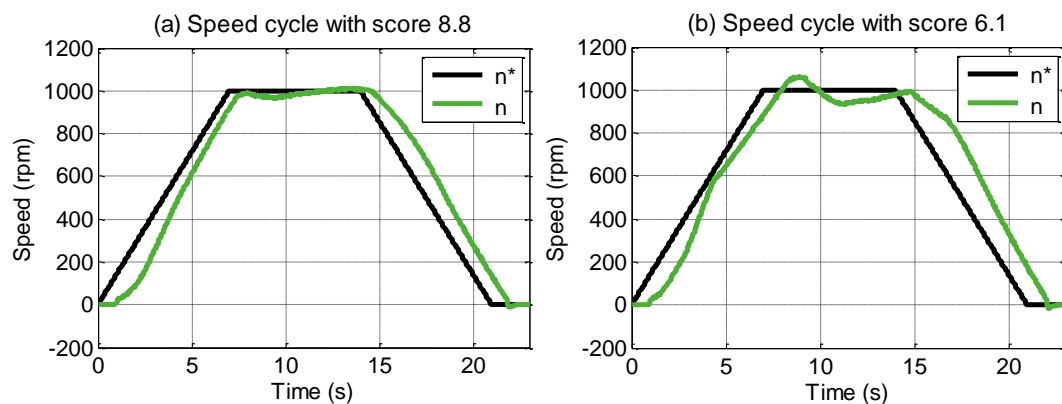 (a) Speed cycle with score 8.8
1200
1000
800
600
400
200
0
-200
Speed (rpm)
n*
n
0 5 10 15 20
Time (s)
(b) Speed cycle with score 6.1
1200
1000
800
600
400
200
0
-200
Speed (rpm)
n*
n
0 5 10 15 20
Time (s)